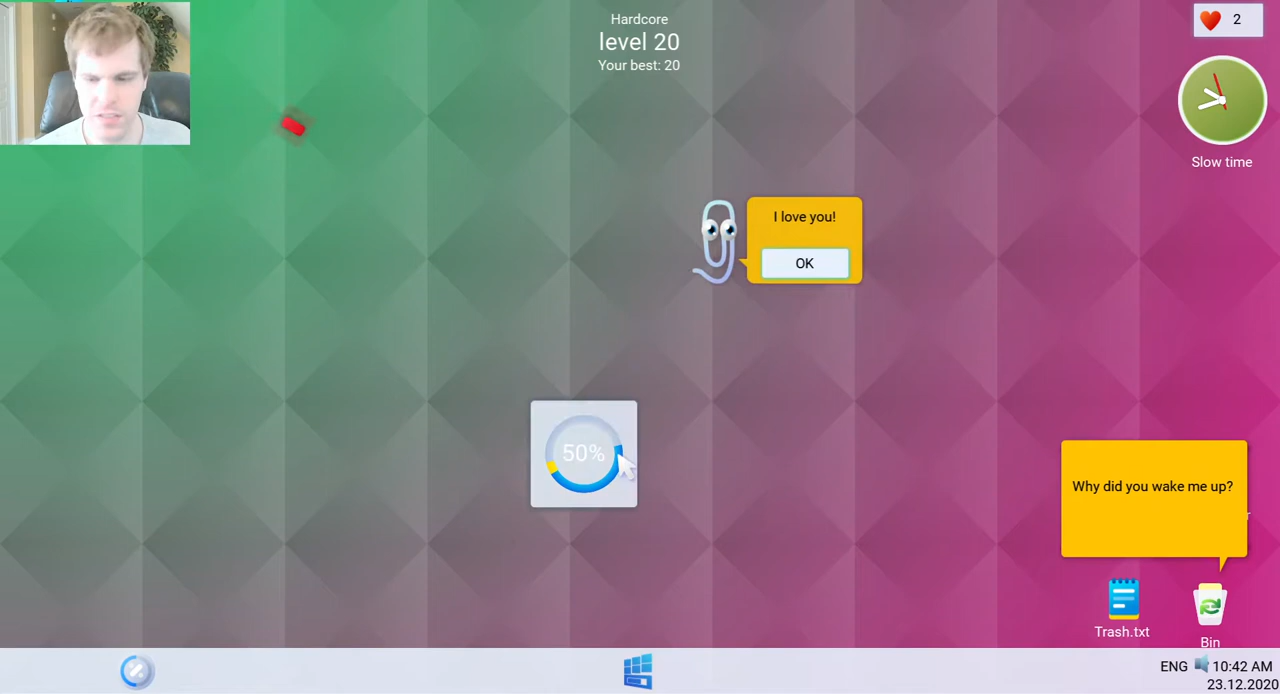 Hardcore
level 20
Your best: 20
2
Slow time
I love you!
OK
50%
Why did you wake me up?
r
Trash.txt
Bin
ENG 10:42 AM
23.12.2020